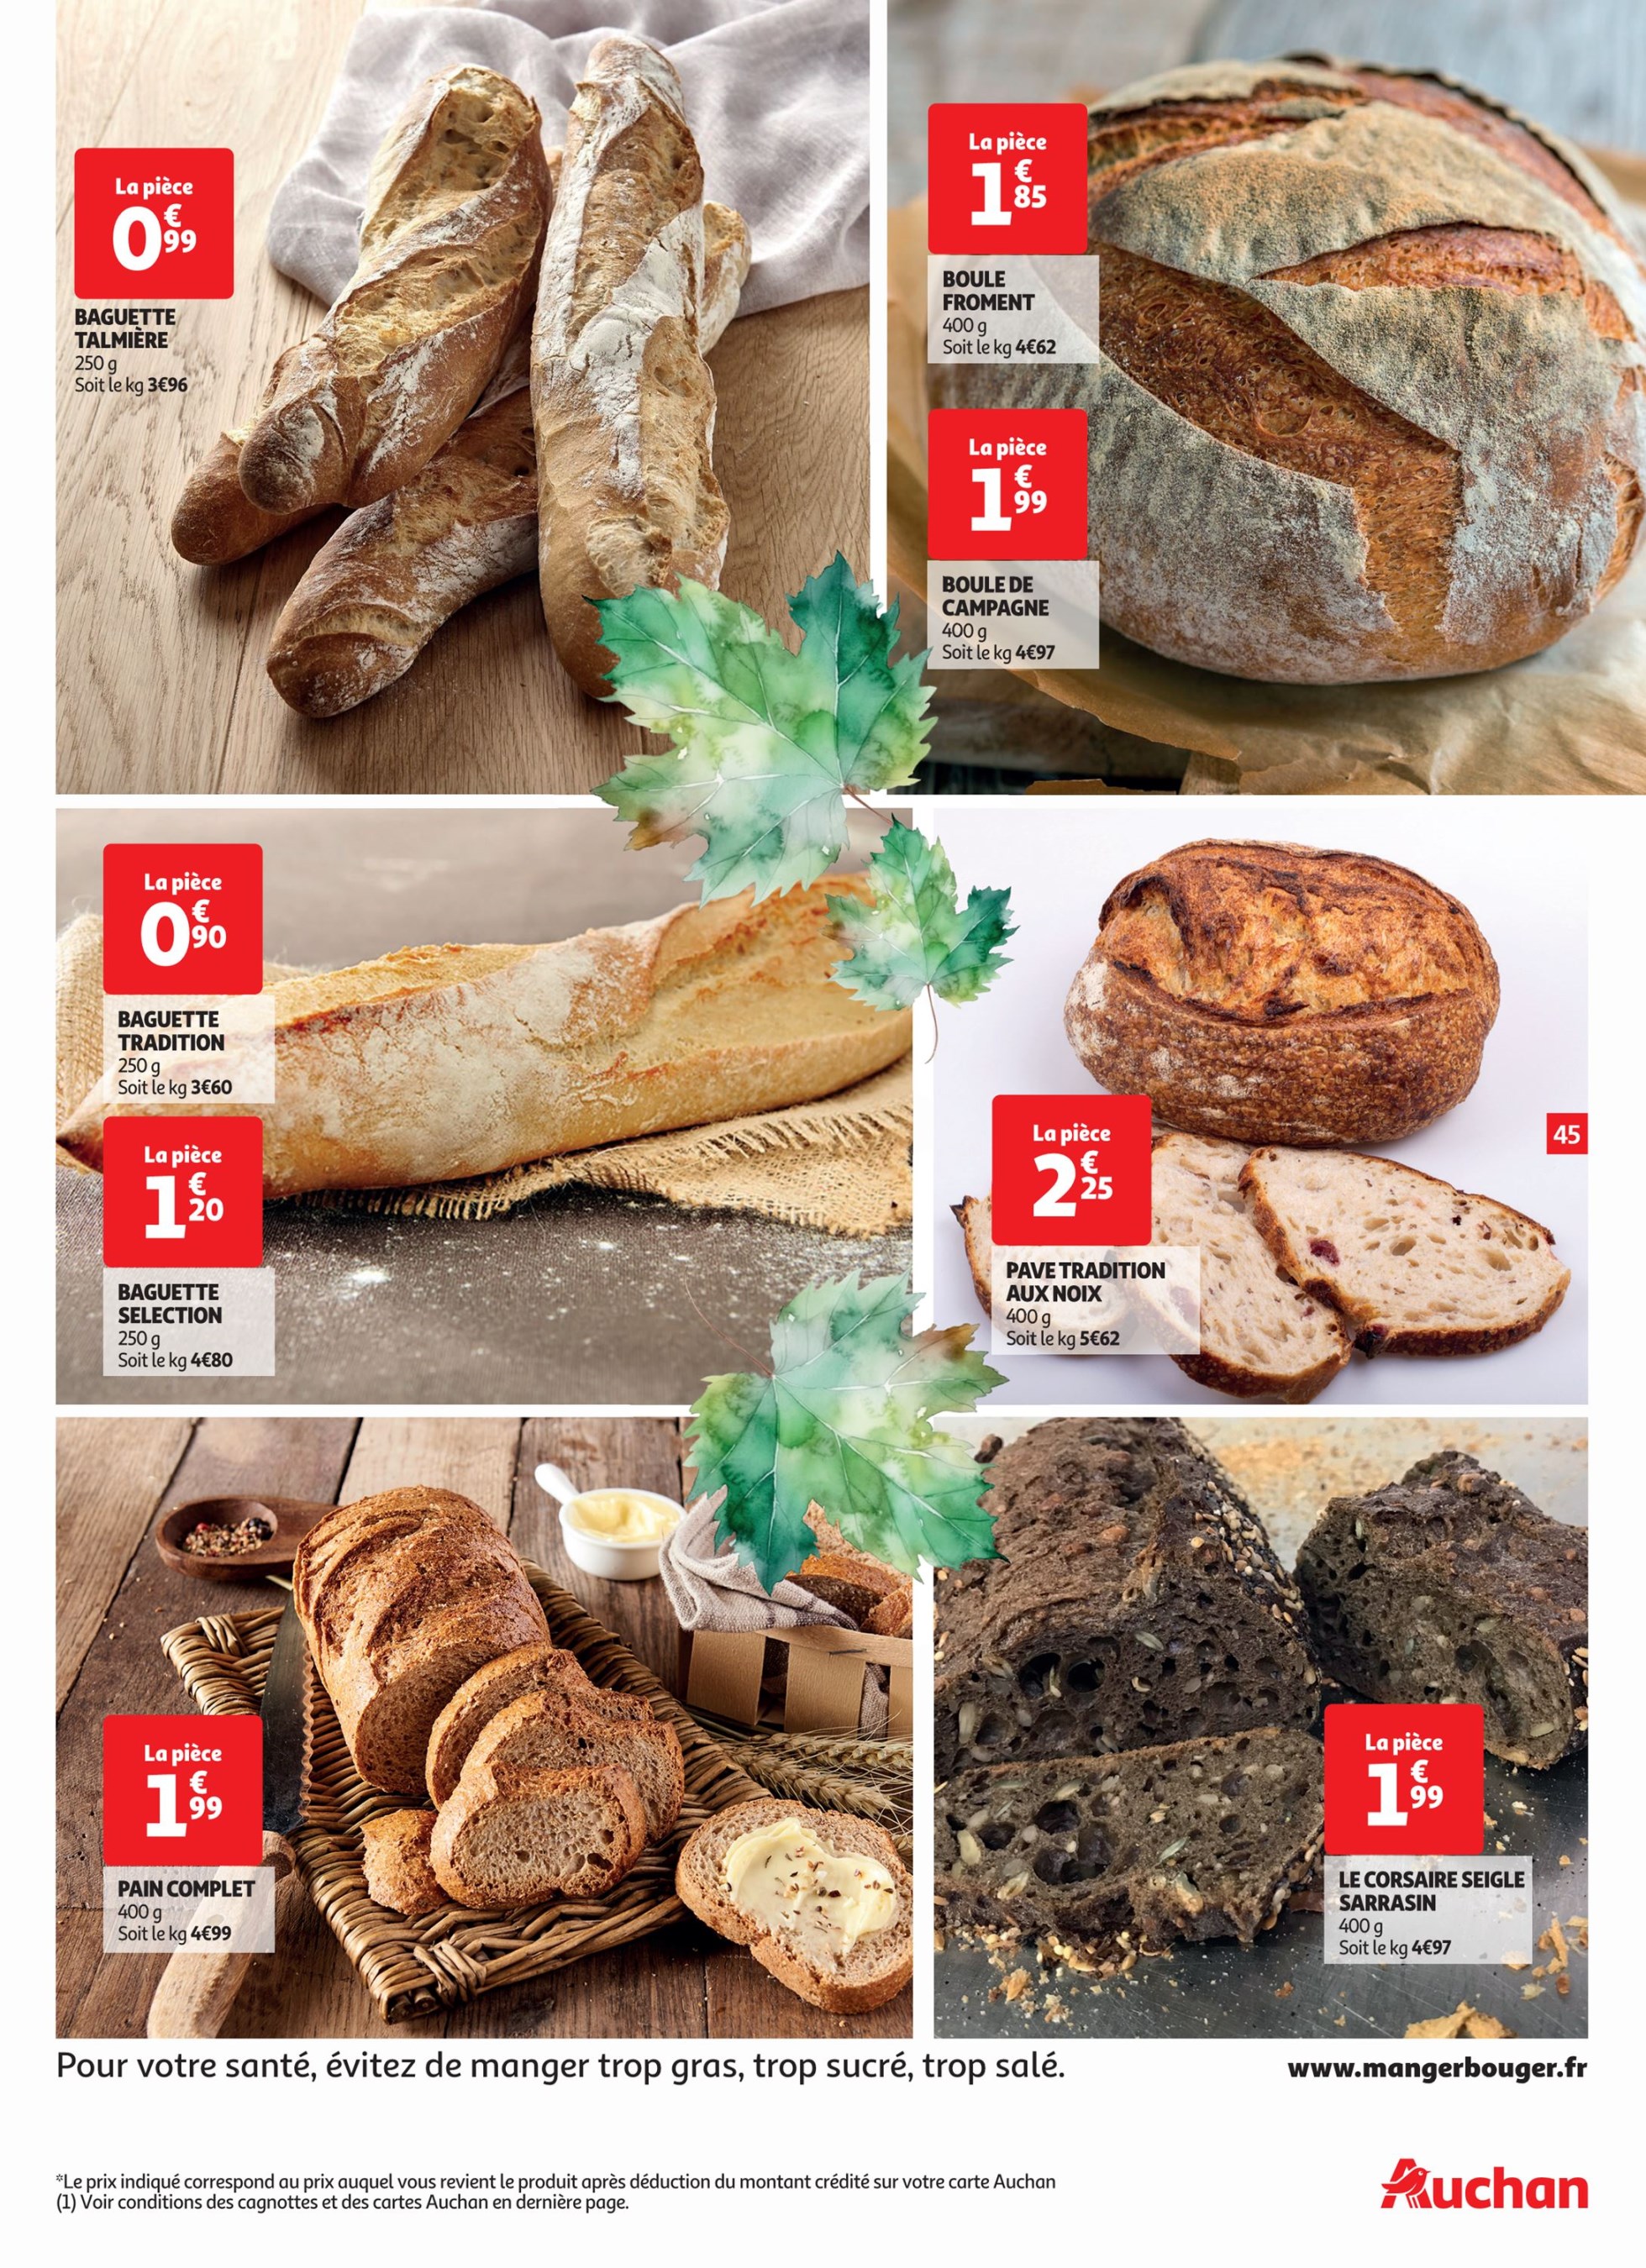 La pièce
0€99
BAGUETTE
TALMIÈRE
250 g
Soit le kg 3€96
La pièce
1€85
BOULE
FROMENT
400 g
Soit le kg 4€62
La pièce
1€99
BOULE DE
CAMPAGNE
400 g
Soit le kg 4€97
La pièce
0€90
BAGUETTE
TRADITION
250 g
Soit le kg 3€60
La pièce
1€20
BAGUETTE
SELECTION
250 g
Soit le kg 4€80
La pièce
2€25
PAVE TRADITION
AUX NOIX
400 g
Soit le kg 5€62
45
La pièce
1€99
PAIN COMPLET
400 g
Soit le kg 4€99
La pièce
1€99
LE CORSAIRE SEIGLE
SARRASIN
400 g
Soit le kg 4€97
Pour votre santé, évitez de manger trop gras, trop sucré, trop salé.
www.mangerbouger.fr
*Le prix indiqué correspond au prix auquel vous revient le produit après déduction du montant crédité sur votre carte Auchan
(1) Voir conditions des cagnottes et des cartes Auchan en dernière page.
Auchan